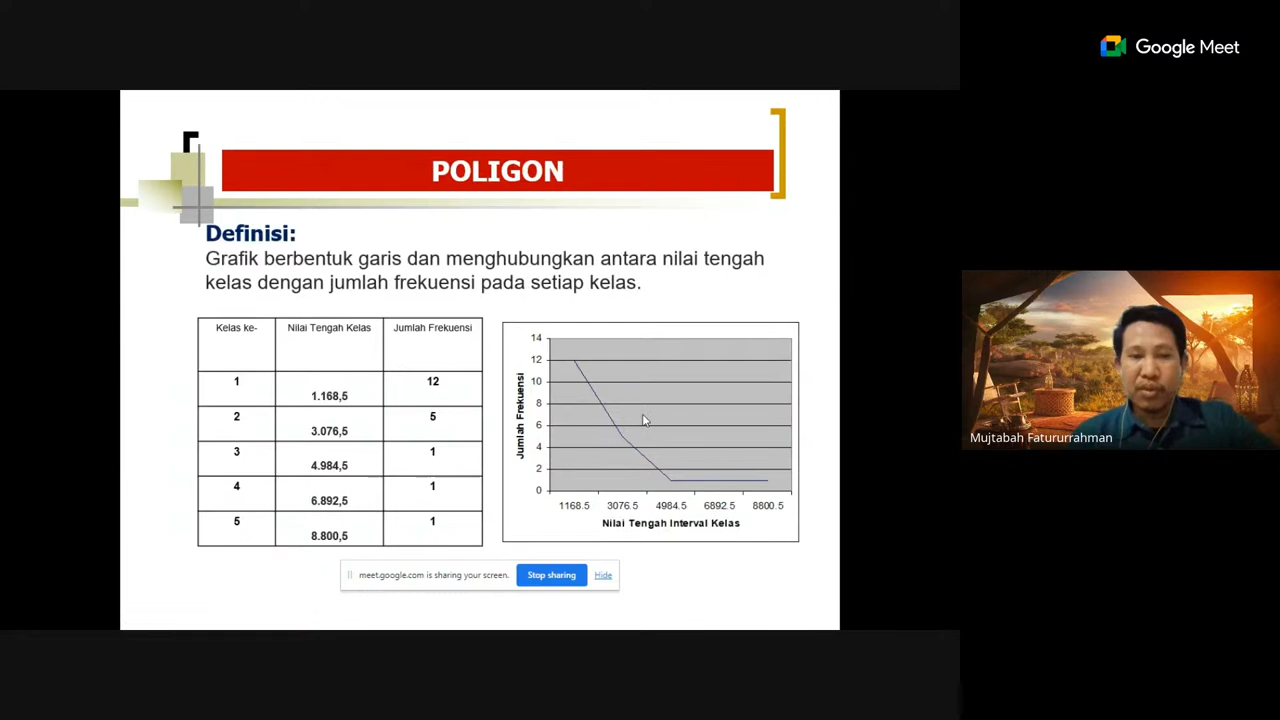 Google Meet
POLIGON
Definisi:
Grafik berbentuk garis dan menghubungkan antara nilai tengah
kelas dengan jumlah frekuensi pada setiap kelas.
Kelas ke- Nilai Tengah Kelas Jumlah Frekuensi
1 1.168,5 12
2 3.076,5 5
3 4.984,5 1
4 6.892,5 1
5 8.800,5 1
Jumlah Frekuensi
14
12
10
8
6
4
2
0
1168.5 3076.5 4984.5 6892.5 8800.5
Nilai Tengah Interval Kelas
meet.google.com is sharing your screen. Stop sharing Hide
Mujtabah Fatururrahman